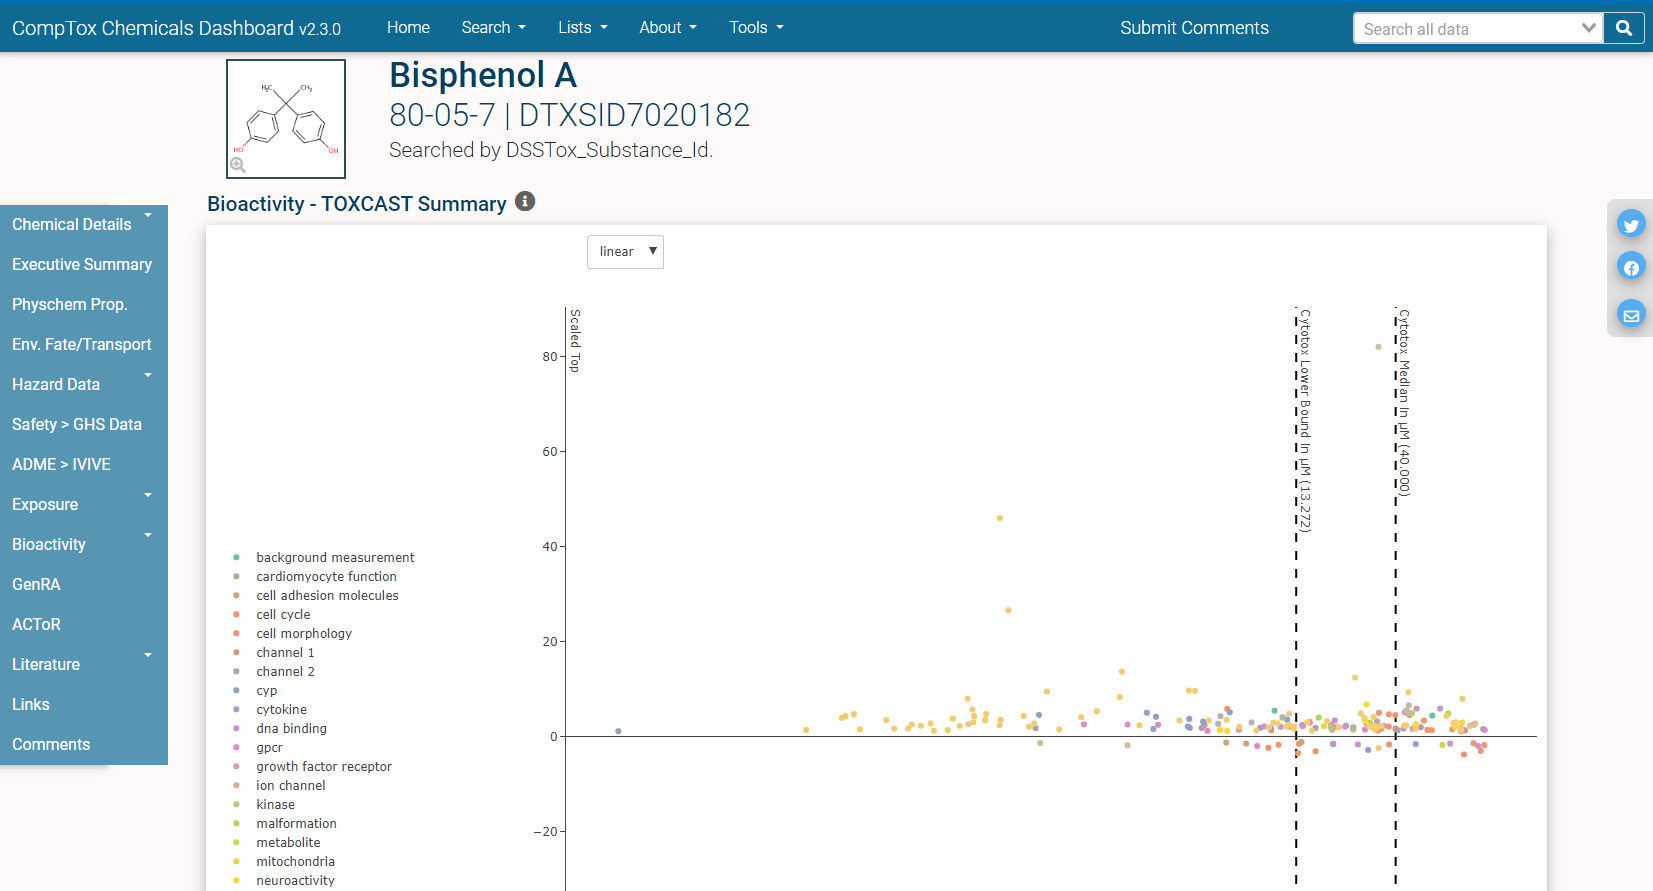 CompTox Chemicals Dashboard v2.3.0
Home
Search
Lists
About
Tools
Submit Comments
Search all data
H₃C
CH₃
HO
OH
Bisphenol A
80-05-7 | DTXSID7020182
Searched by DSSTox_Substance_Id.
Bioactivity - TOXCAST Summary
Chemical Details
Executive Summary
Physchem Prop.
Env. Fate/Transport
Hazard Data
Safety > GHS Data
ADME > IVIVE
Exposure
Bioactivity
GenRA
ACToR
Literature
Links
Comments
linear
Scaled Top
80
60
40
20
0
−20
Cytotox Lower Bound In µM (13.272)
Cytotox Median In µM (40.000)
background measurement
cardiomyocyte function
cell adhesion molecules
cell cycle
cell morphology
channel 1
channel 2
cyp
cytokine
dna binding
gpcr
growth factor receptor
ion channel
kinase
malformation
metabolite
mitochondria
neuroactivity